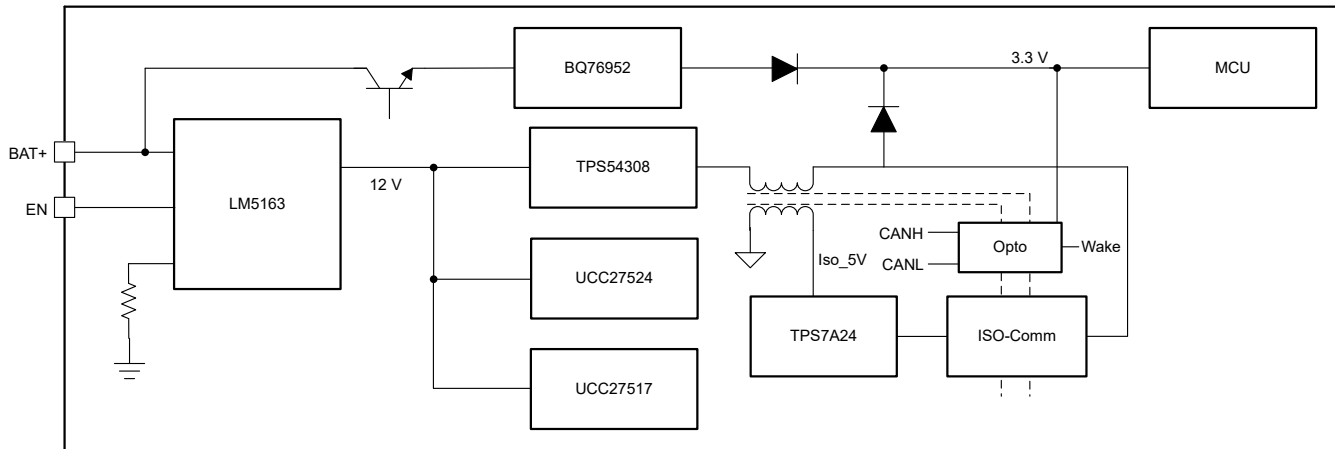 BQ76952
3.3 V
MCU
BAT+
EN
LM5163
12 V
TPS54308
CANH
CANL
Opto
Wake
Iso_5V
UCC27524
TPS7A24
ISO-Comm
UCC27517